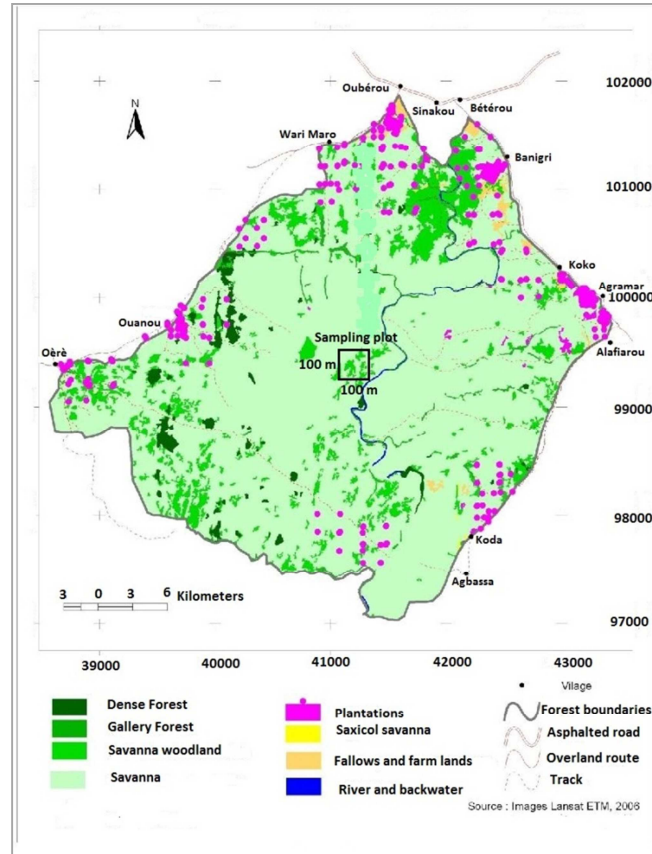 102000
Oubérou
Sinakou
Bétérou
N
Wari Maro
Banigri
101000
Koko
Agramar
100000
Ouanou
Sampling plot
Alafiarou
Oèrè
100 m
100 m
99000
98000
Koda
Agbassa
3 0 3 6 Kilometers
97000
39000 40000 41000 42000 43000
Vilage
Dense Forest
Plantations
Forest boundaries
Gallery Forest
Saxicol savanna
Asphalted road
Savanna woodland
Fallows and farm lands
Overland route
Savanna
River and backwater
Track
Source : Images Lansat ETM, 2006